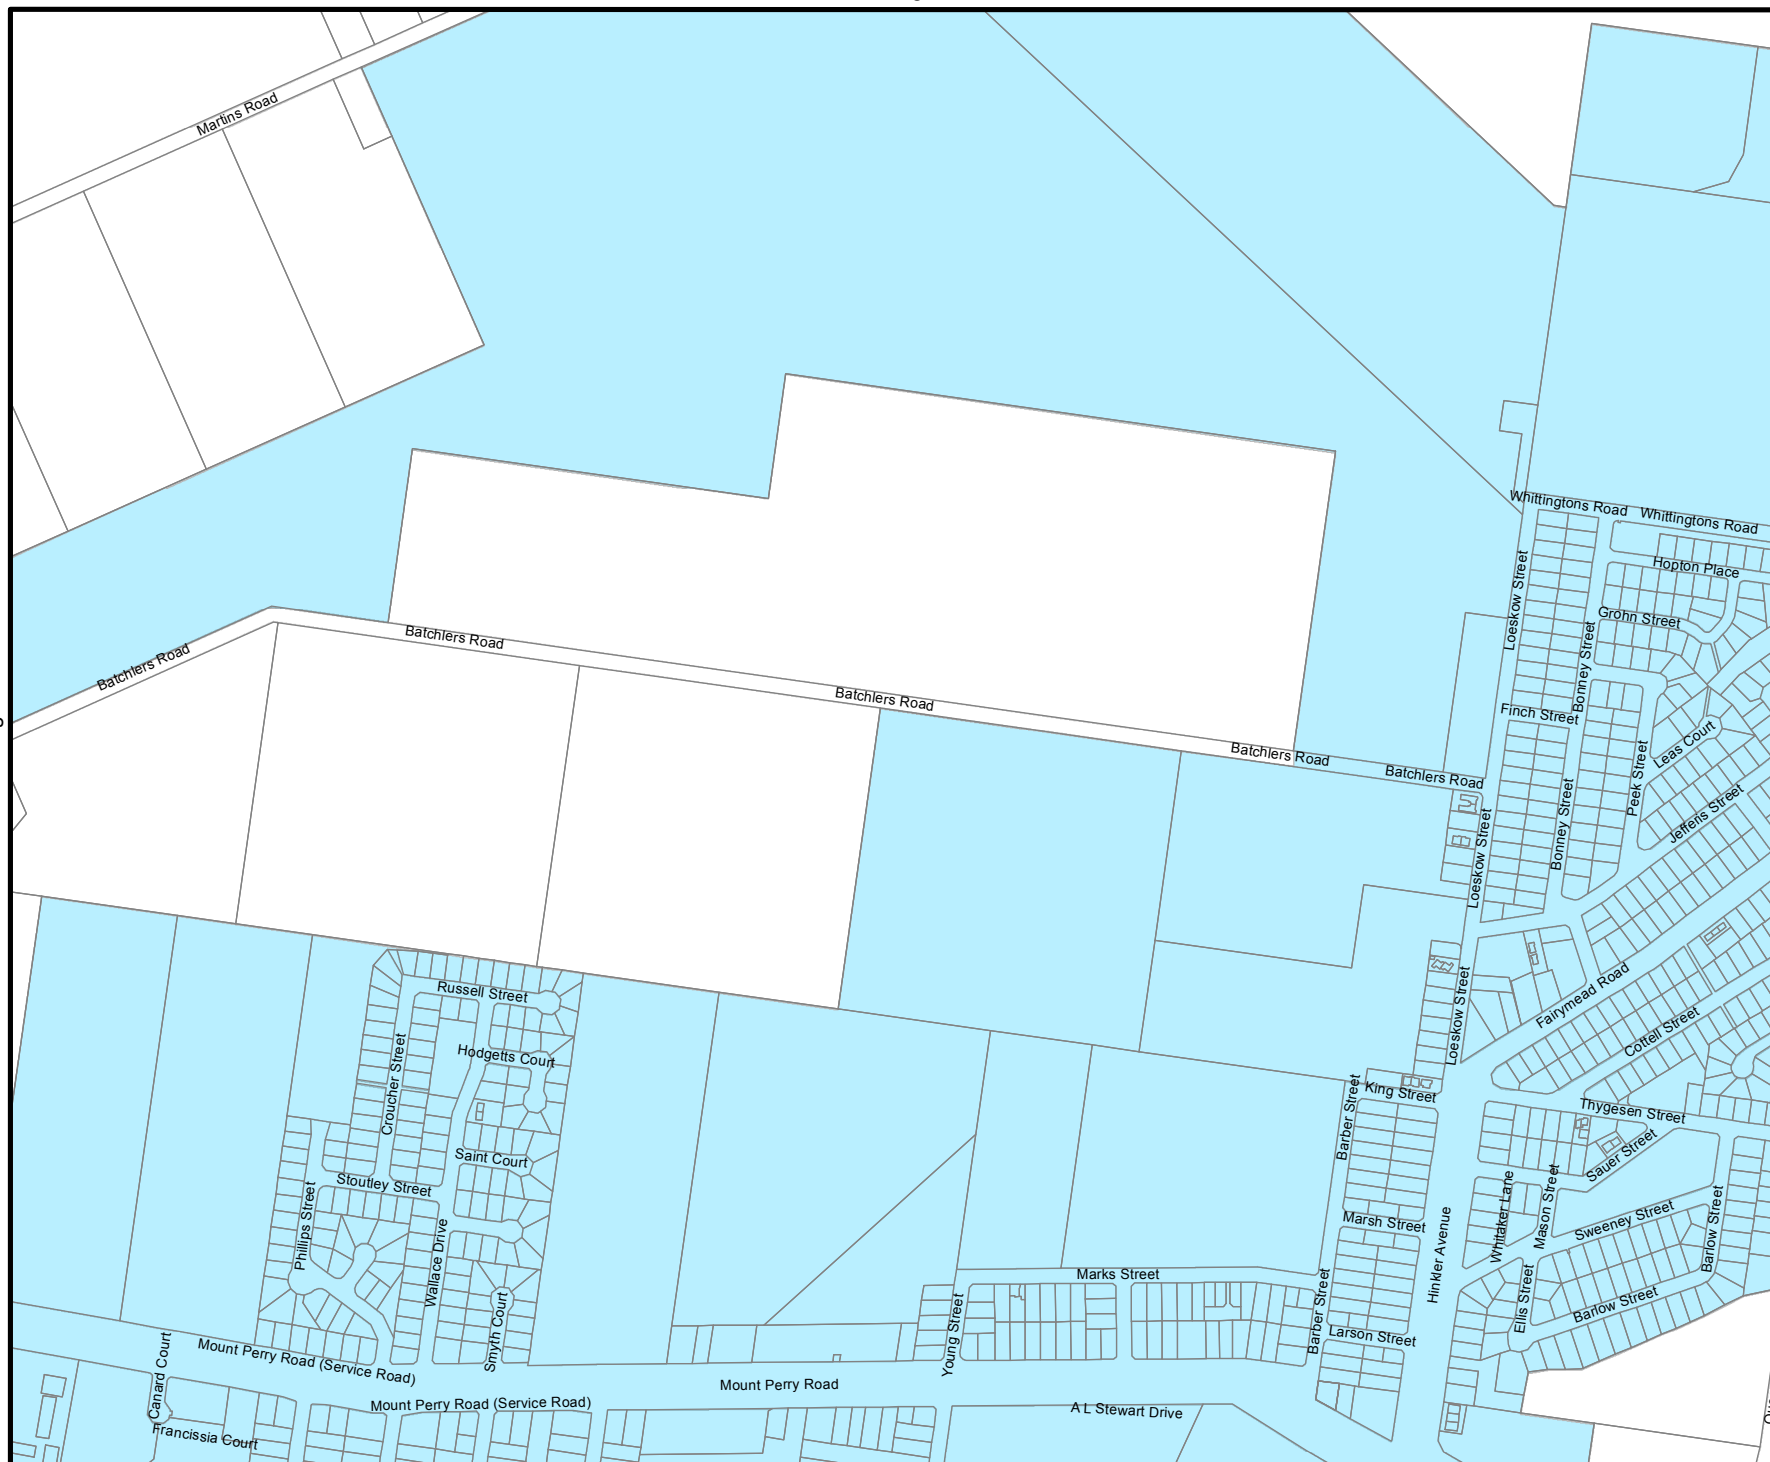 Martins Road
Whittingtons Road
Whittingtons Road
Hopton Place
Loeskow Street
Grohn Street
Batchlers Road
Batchlers Road
Bonney Street
Batchlers Road
Finch Street
Leas Court
Batchlers Road
Batchlers Road
Peek Street
Jefferis Street
Bonney Street
Loeskow Street
Russell Street
Fairymead Road
Loeskow Street
Cottell Street
Hodgetts Court
Croucher Street
King Street
Barber Street
Thygesen Street
Saint Court
Sauer Street
Stoutley Street
Phillips Street
Marsh Street
Whitaker Lane
Mason Street
Sweeney Street
Barlow Street
Wallace Drive
Hinkler Avenue
Marks Street
Barlow Street
Ellis Street
Smyth Court
Young Street
Barber Street
Larson Street
Mount Perry Road (Service Road)
Canard Court
Mount Perry Road
Mount Perry Road (Service Road)
A L Stewart Drive
Francissia Court